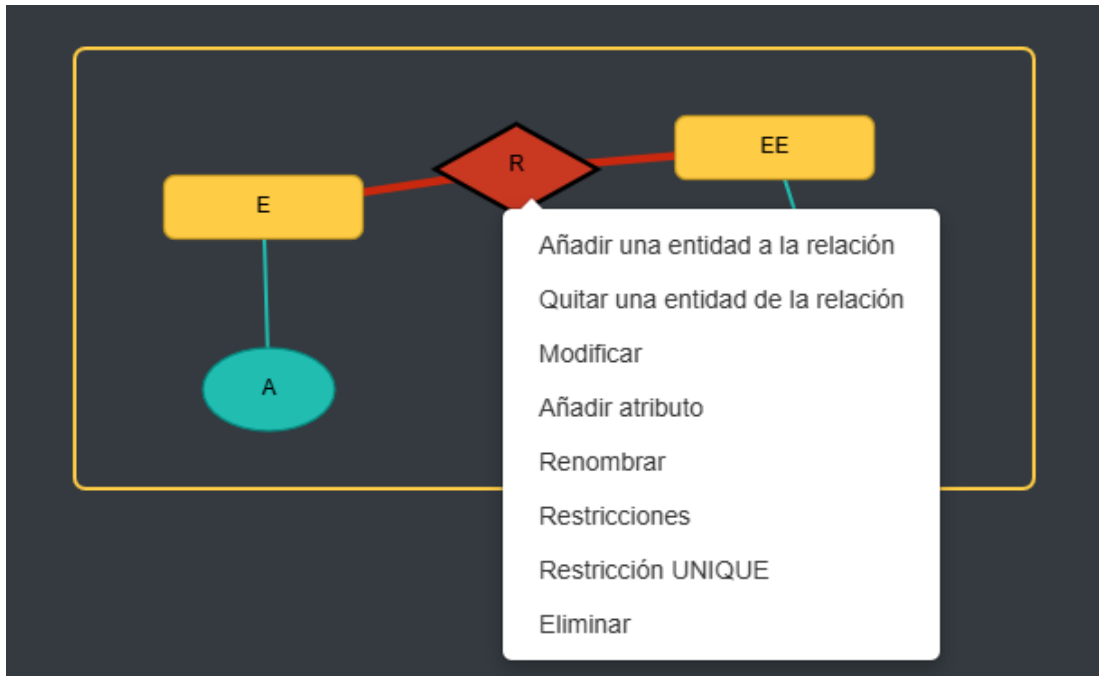 R
EE
E
A
Añadir una entidad a la relación
Quitar una entidad de la relación
Modificar
Añadir atributo
Renombrar
Restricciones
Restricción UNIQUE
Eliminar